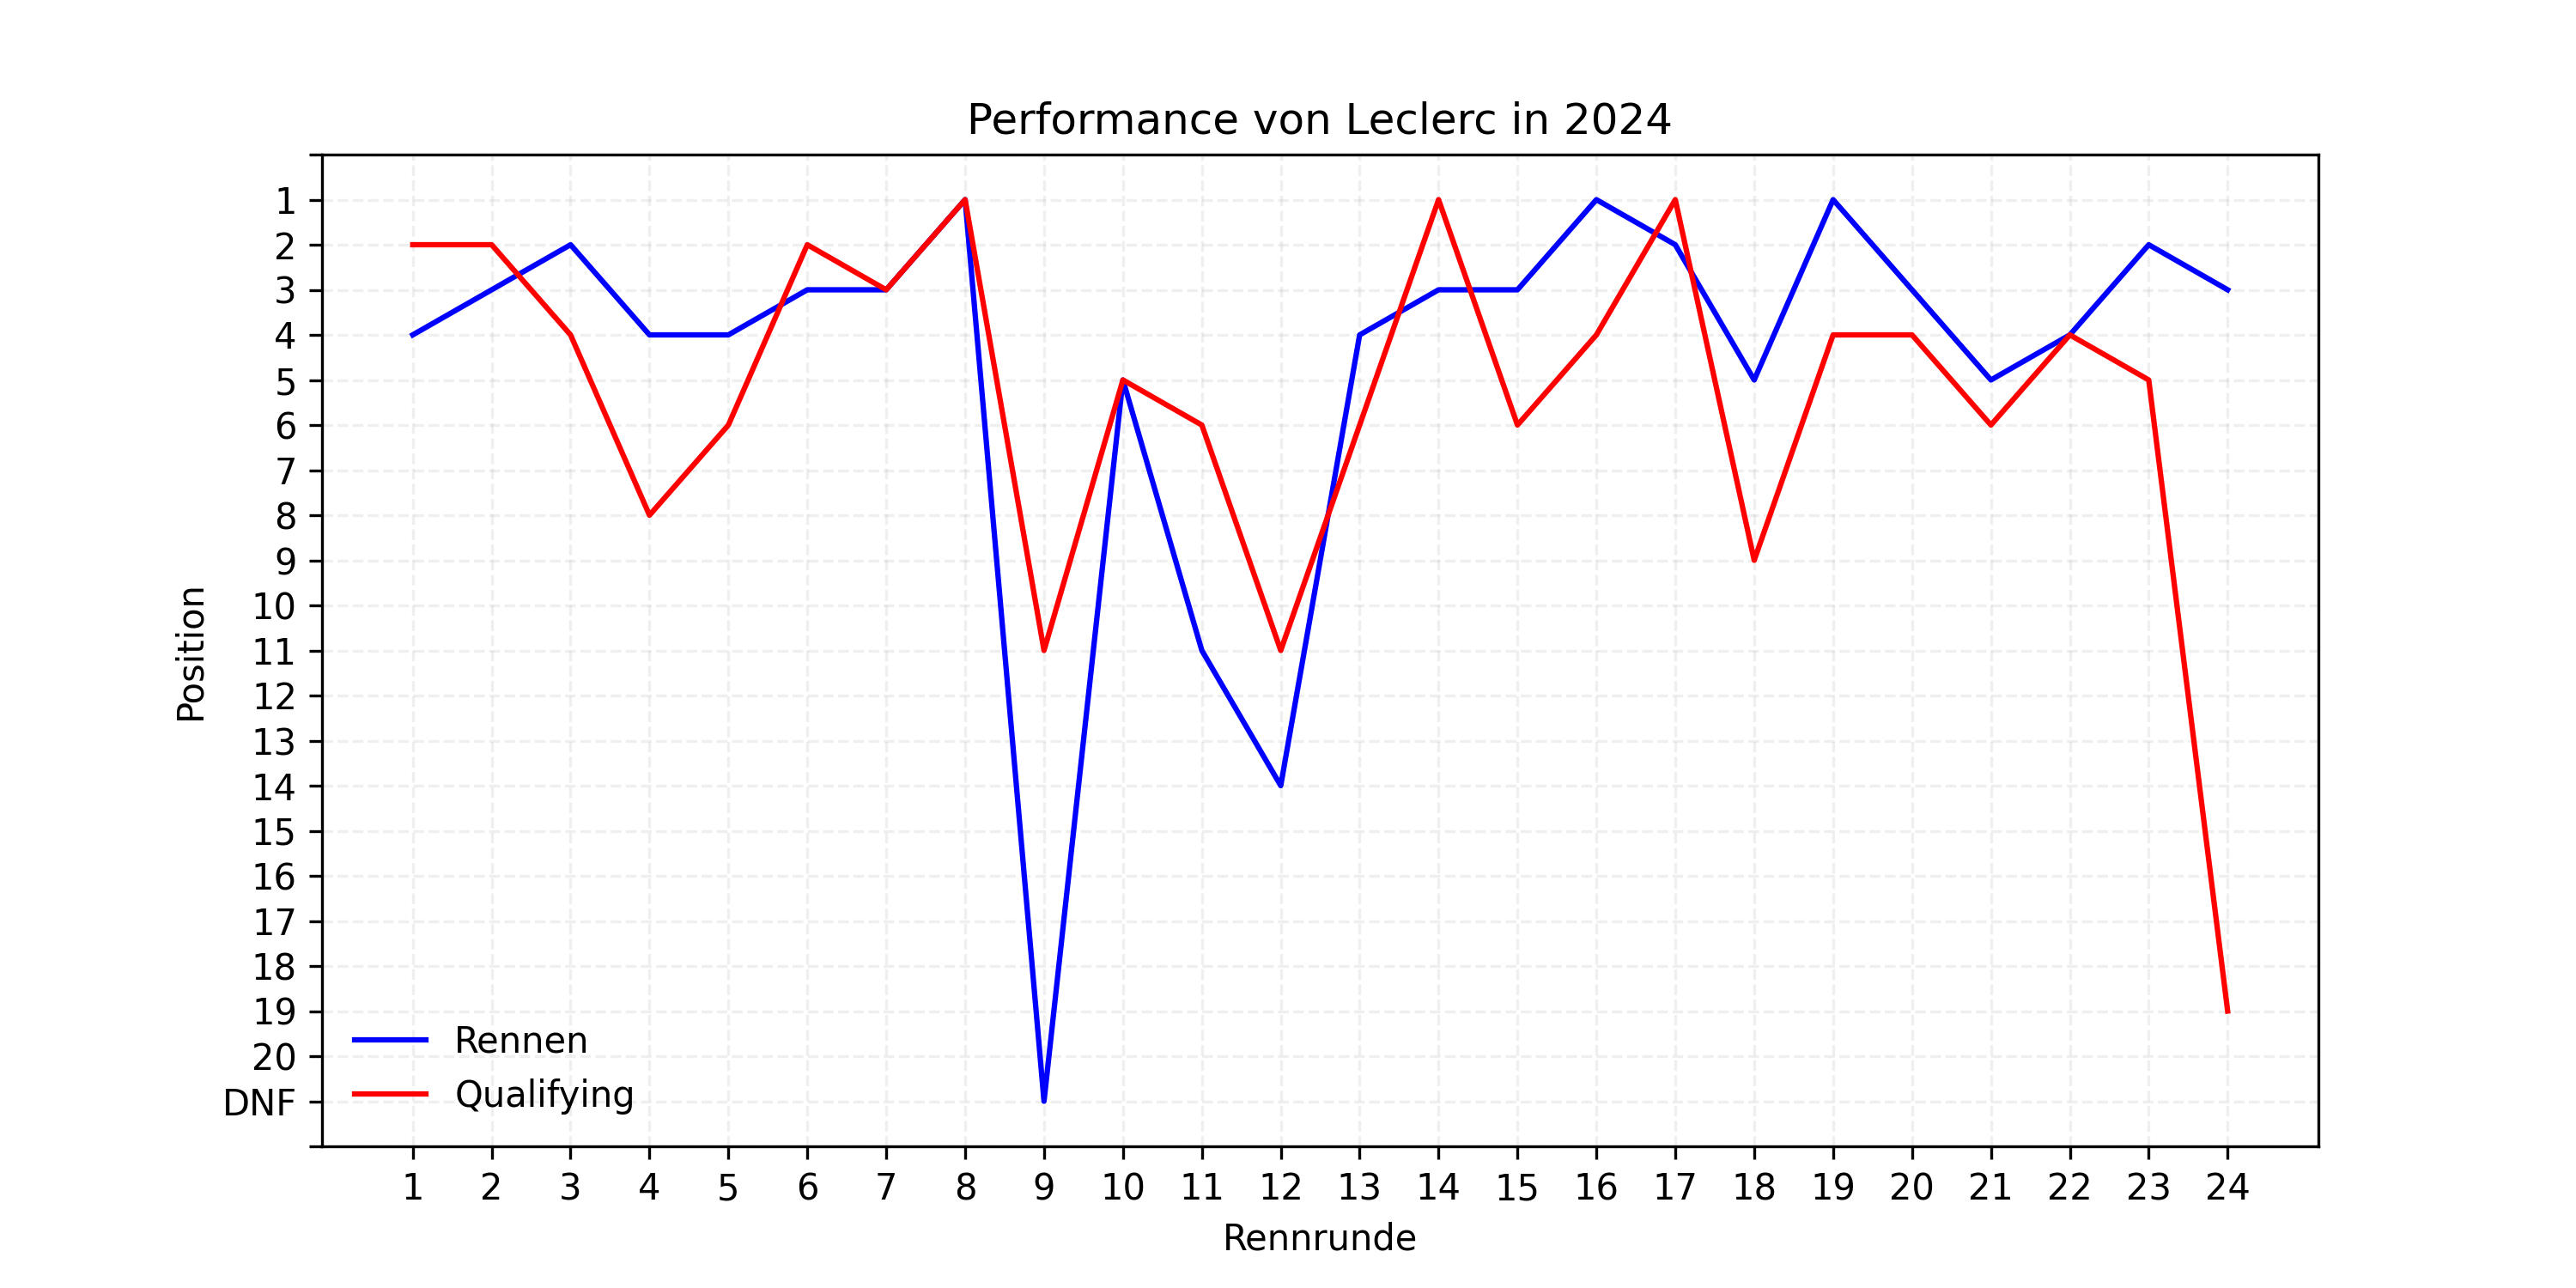 Performance von Leclerc in 2024
Position
1
2
3
4
5
6
7
8
9
10
11
12
13
14
15
16
17
18
19
20
DNF
Rennen
Qualifying
1 2 3 4 5 6 7 8 9 10 11 12 13 14 15 16 17 18 19 20 21 22 23 24
Rennrunde